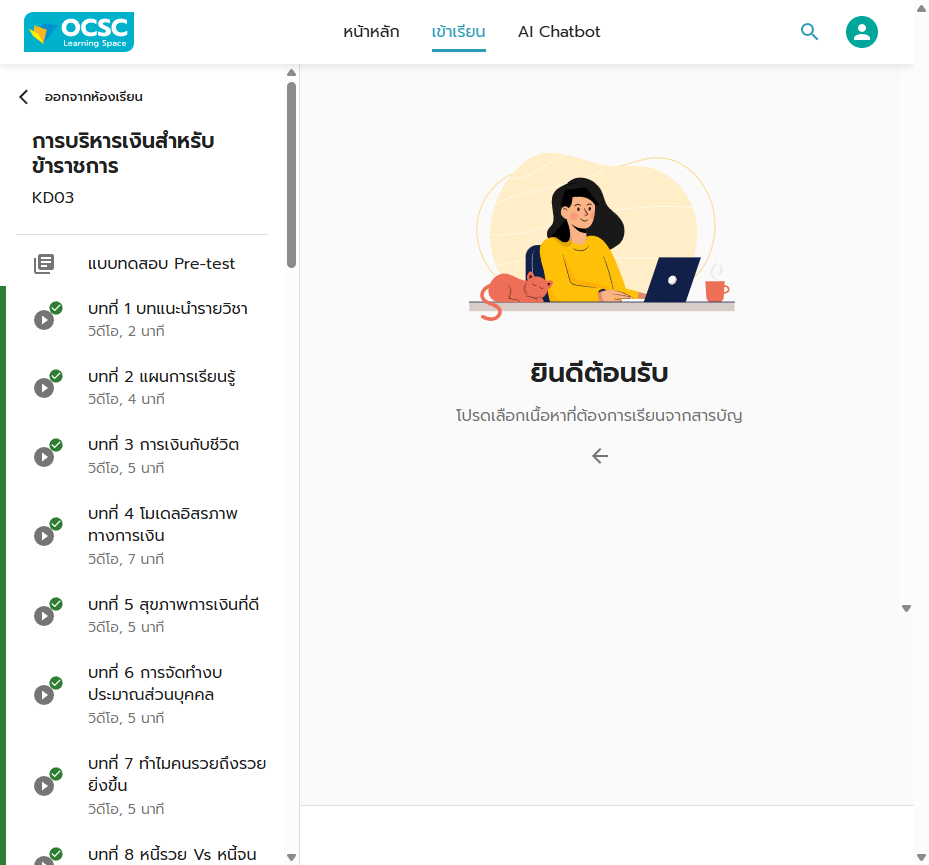 OCSC
Learning Space
หน้าหลัก
เข้าเรียน
AI Chatbot
ออกจากห้องเรียน
การบริหารเงินสำหรับ
ข้าราชการ
KD03
แบบทดสอบ Pre-test
บทที่ 1 บทแนะนำรายวิชา
วิดีโอ, 2 นาที
บทที่ 2 แผนการเรียนรู้
วิดีโอ, 4 นาที
บทที่ 3 การเงินกับชีวิต
วิดีโอ, 5 นาที
บทที่ 4 โมเดลอิสรภาพ
ทางการเงิน
วิดีโอ, 7 นาที
บทที่ 5 สุขภาพการเงินที่ดี
วิดีโอ, 5 นาที
บทที่ 6 การจัดทำงบ
ประมาณส่วนบุคคล
วิดีโอ, 5 นาที
บทที่ 7 ทำไมคนรวยถึงรวย
ยิ่งขึ้น
วิดีโอ, 5 นาที
บทที่ 8 หนี้รวย Vs หนี้จน
ยินดีต้อนรับ
โปรดเลือกเนื้อหาที่ต้องการเรียนจากสารบัญ